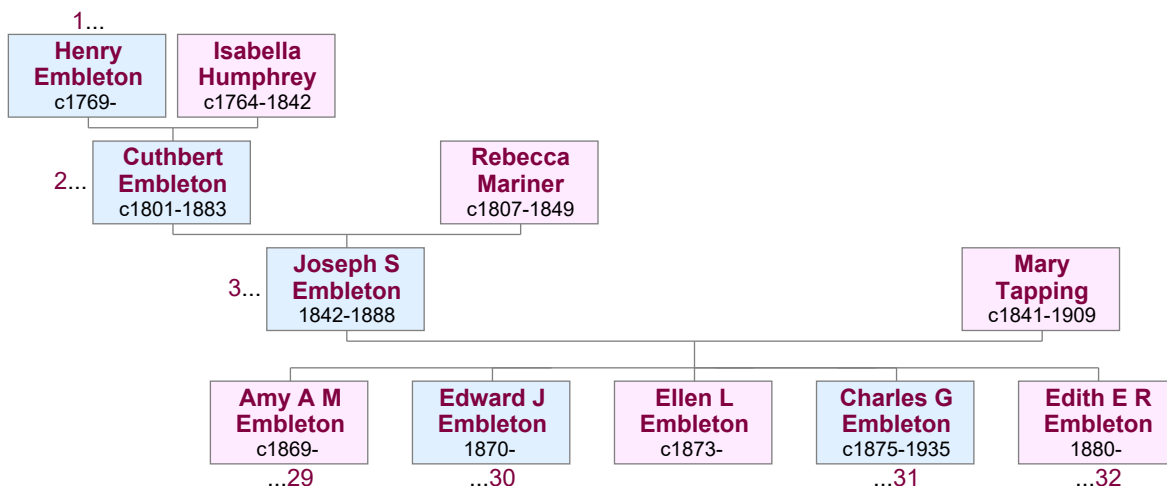 1...
Henry
Embleton
c1769-
Isabella
Humphrey
c1764-1842
2...
Cuthbert
Embleton
c1801-1883
Rebecca
Mariner
c1807-1849
3...
Joseph S
Embleton
1842-1888
Mary
Tapping
c1841-1909
Amy A M
Embleton
c1869-
...29
Edward J
Embleton
1870-
...30
Ellen L
Embleton
c1873-
Charles G
Embleton
c1875-1935
...31
Edith E R
Embleton
1880-
...32